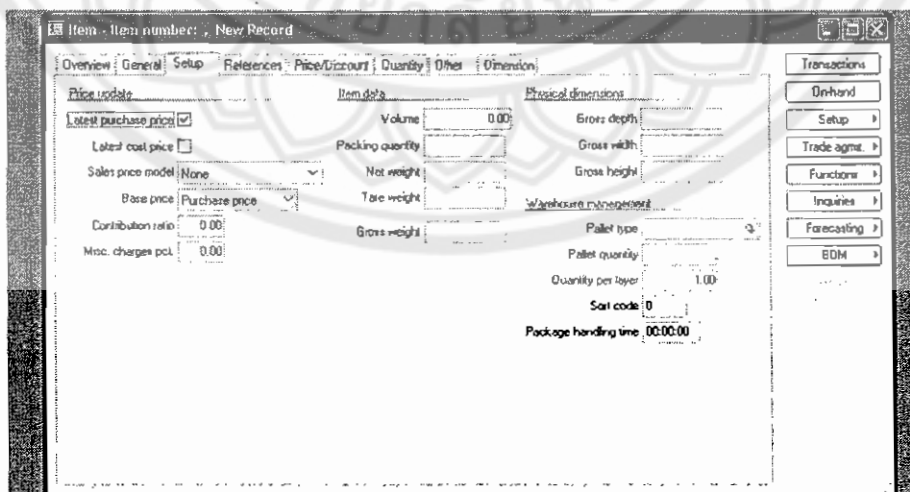 Item - Item number: , New Record
Overview General Setup References Price/Discount Quantity Other Dimension
Price update
Latest purchase price
Latest cost price
Sales price model None
Base price Purchase price
Contribution ratio 0.00
Misc. charges pct. 0.00
Item data
Volume 0.00
Packing quantity
Net weight
Tare weight
Gross weight
Physical dimensions
Gross depth
Gross width
Gross height
Warehouse management
Pallet type
Pallet quantity
Quantity per layer 1.00
Sort code 0
Package handling time 00:00:00
Transactions
On-hand
Setup
Trade agmt.
Functions
Inquiries
Forecasting
BOM